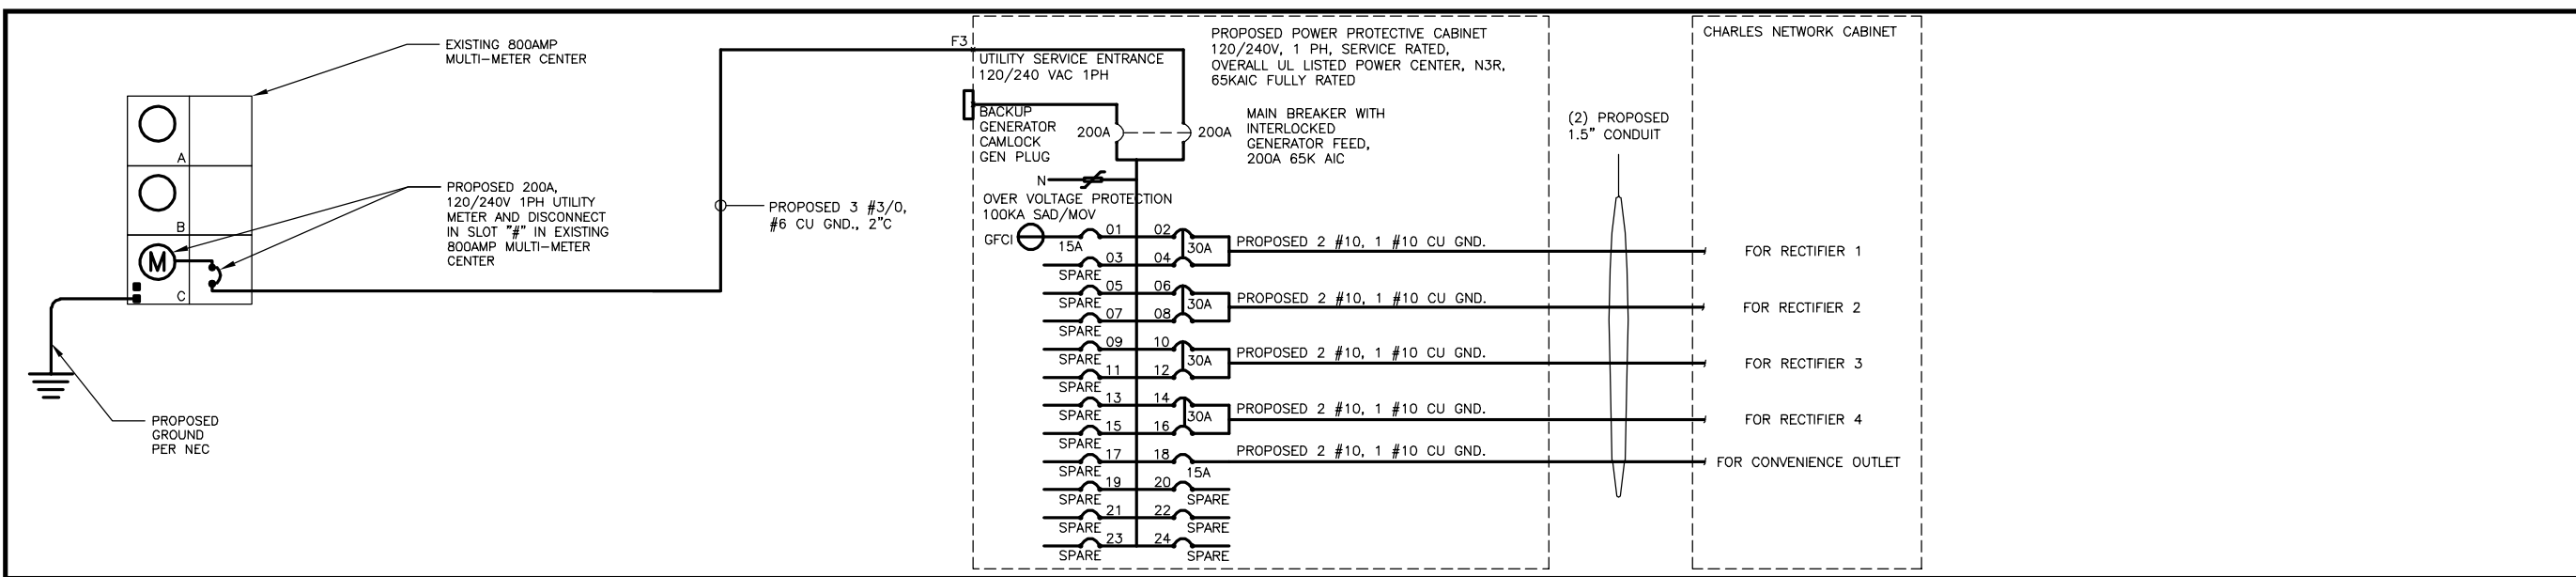 EXISTING 800AMP
MULTI-METER CENTER
A
B
M
C
PROPOSED 200A,
120/240V 1PH UTILITY
METER AND DISCONNECT
IN SLOT "#" IN EXISTING
800AMP MULTI-METER
CENTER
PROPOSED
GROUND
PER NEC
PROPOSED 3 #3/0,
#6 CU GND., 2"C
F3
UTILITY SERVICE ENTRANCE
120/240 VAC 1PH
BACKUP
GENERATOR
CAMLOCK
GEN PLUG
200A
200A
PROPOSED POWER PROTECTIVE CABINET
120/240V, 1 PH, SERVICE RATED,
OVERALL UL LISTED POWER CENTER, N3R,
65KAIC FULLY RATED
MAIN BREAKER WITH
INTERLOCKED
GENERATOR FEED,
200A 65K AIC
N
OVER VOLTAGE PROTECTION
100KA SAD/MOV
GFCI
15A
01
02
30A
PROPOSED 2 #10, 1 #10 CU GND.
FOR RECTIFIER 1
SPARE
03
04
SPARE
05
06
30A
PROPOSED 2 #10, 1 #10 CU GND.
FOR RECTIFIER 2
SPARE
07
08
SPARE
09
10
30A
PROPOSED 2 #10, 1 #10 CU GND.
FOR RECTIFIER 3
SPARE
11
12
SPARE
13
14
30A
PROPOSED 2 #10, 1 #10 CU GND.
FOR RECTIFIER 4
SPARE
15
16
SPARE
17
18
15A
PROPOSED 2 #10, 1 #10 CU GND.
FOR CONVENIENCE OUTLET
SPARE
19
20
SPARE
SPARE
21
22
SPARE
SPARE
23
24
SPARE
(2) PROPOSED
1.5" CONDUIT
CHARLES NETWORK CABINET